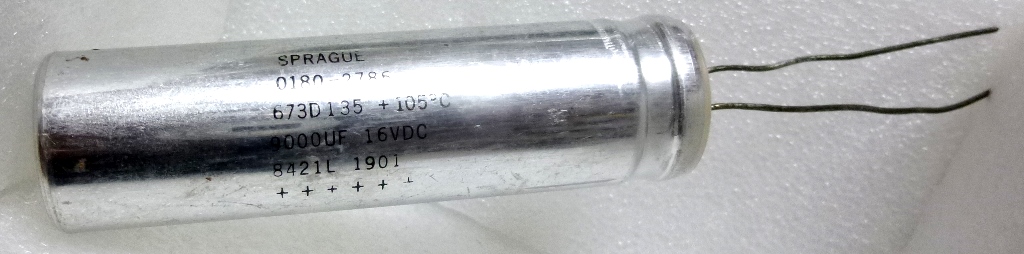 SPRAGUE
0180-2786
673D135 +105°C
9000UF 16VDC
8421L 1901
+ + + + + +